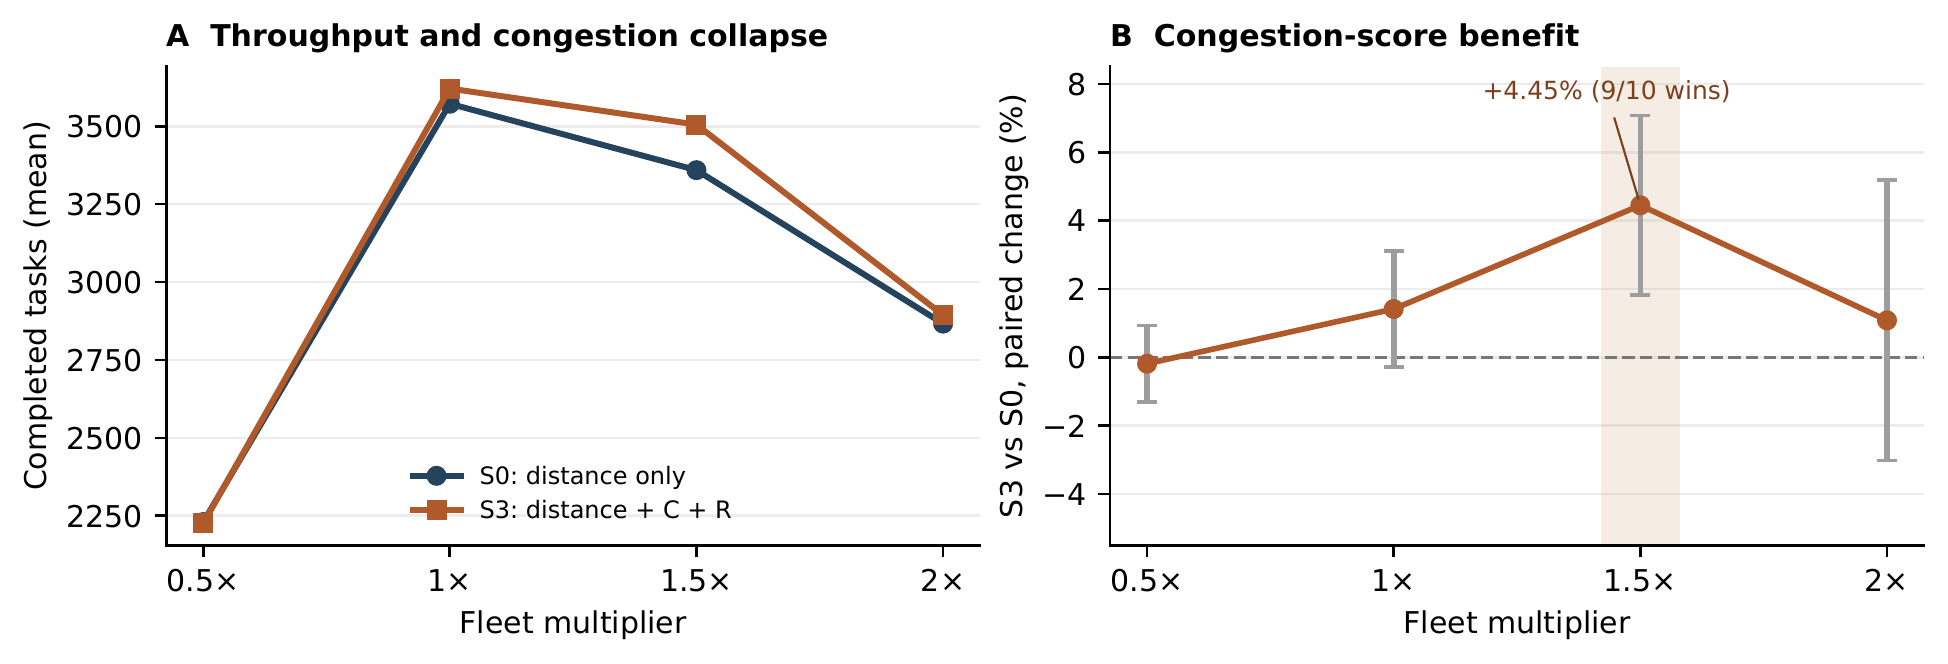 A Throughput and congestion collapse
Completed tasks (mean)
3500
3250
3000
2750
2500
2250
S0: distance only
S3: distance + C + R
0.5× 1× 1.5× 2×
Fleet multiplier
B Congestion-score benefit
S3 vs S0, paired change (%)
8
6
4
2
0
−2
−4
+4.45% (9/10 wins)
0.5× 1× 1.5× 2×
Fleet multiplier